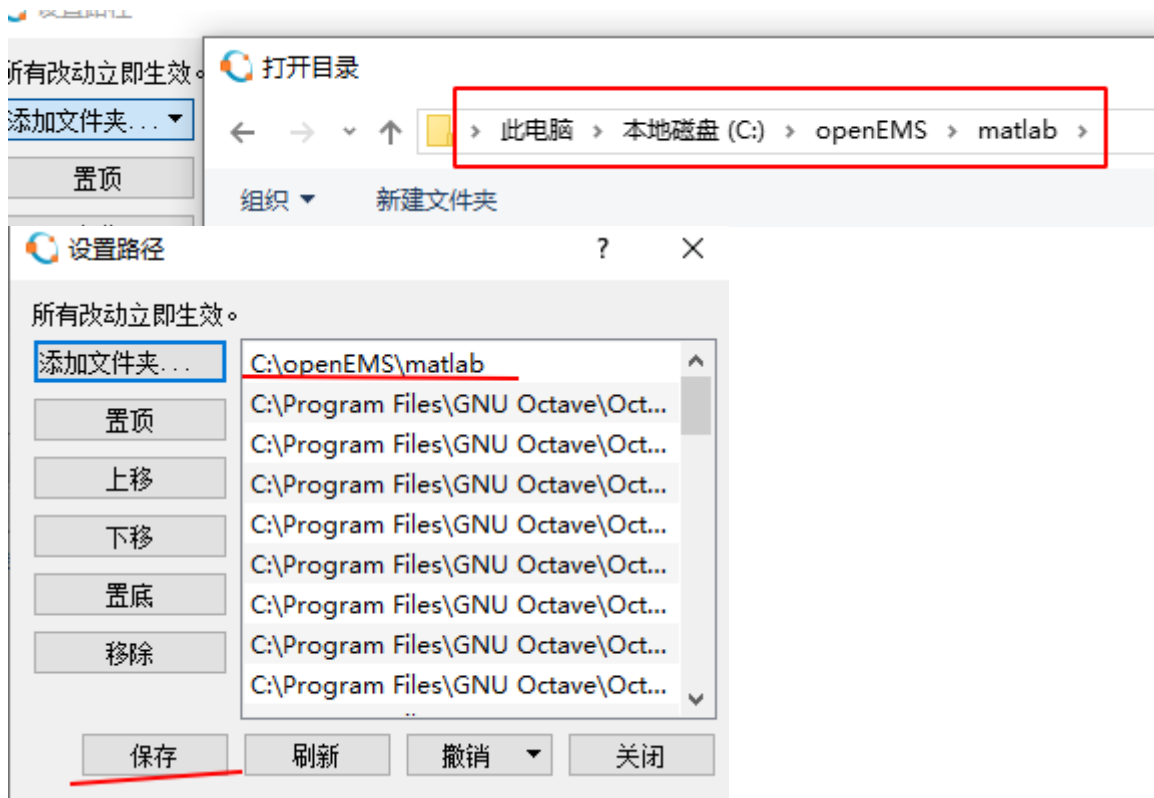 设置路径
所有改动立即生效。
添加文件夹...
置顶
打开目录
此电脑 > 本地磁盘 (C:) > openEMS > matlab >
组织
新建文件夹
设置路径
?
所有改动立即生效。
添加文件夹...
置顶
上移
下移
置底
移除
C:\openEMS\matlab
C:\Program Files\GNU Octave\Oct...
C:\Program Files\GNU Octave\Oct...
C:\Program Files\GNU Octave\Oct...
C:\Program Files\GNU Octave\Oct...
C:\Program Files\GNU Octave\Oct...
C:\Program Files\GNU Octave\Oct...
C:\Program Files\GNU Octave\Oct...
C:\Program Files\GNU Octave\Oct...
保存
刷新
撤销
关闭